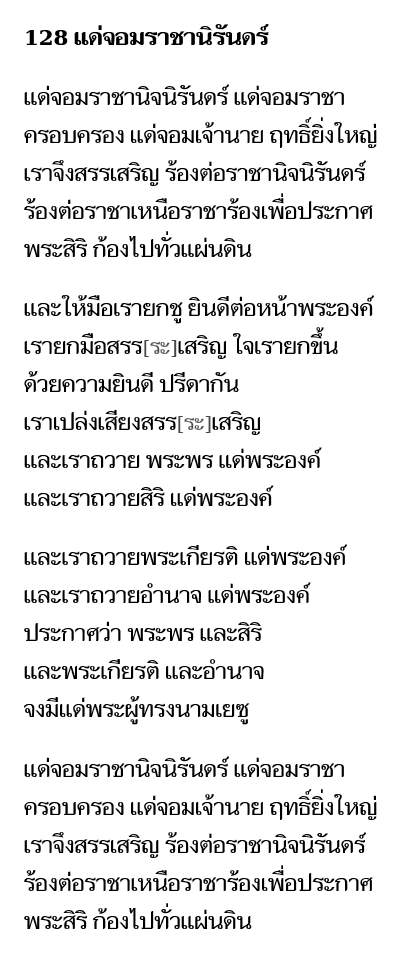 128 แด่จอมราชานิรันดร์
แด่จอมราชานิจนิรันดร์ แด่จอมราชา
ครอบครอง แด่จอมเจ้านาย ฤทธิ์ยิ่งใหญ่
เราจึงสรรเสริญ ร้องต่อราชานิจนิรันดร์
ร้องต่อราชาเหนือราชาร้องเพื่อประกาศ
พระสิริ ก้องไปทั่วแผ่นดิน
และให้มือเรายกชู ยินดีต่อหน้าพระองค์
เรายกมือสรร[ระ]เสริญ ใจเรายกขึ้น
ด้วยความยินดี ปรีดากัน
เราเปล่งเสียงสรร[ระ]เสริญ
และเราถวาย พระพร แด่พระองค์
และเราถวายสิริ แด่พระองค์
และเราถวายพระเกียรติ แด่พระองค์
และเราถวายอำนาจ แด่พระองค์
ประกาศว่า พระพร และสิริ
และพระเกียรติ และอำนาจ
จงมีแด่พระผู้ทรงนามเยซู
แด่จอมราชานิจนิรันดร์ แด่จอมราชา
ครอบครอง แด่จอมเจ้านาย ฤทธิ์ยิ่งใหญ่
เราจึงสรรเสริญ ร้องต่อราชานิจนิรันดร์
ร้องต่อราชาเหนือราชาร้องเพื่อประกาศ
พระสิริ ก้องไปทั่วแผ่นดิน